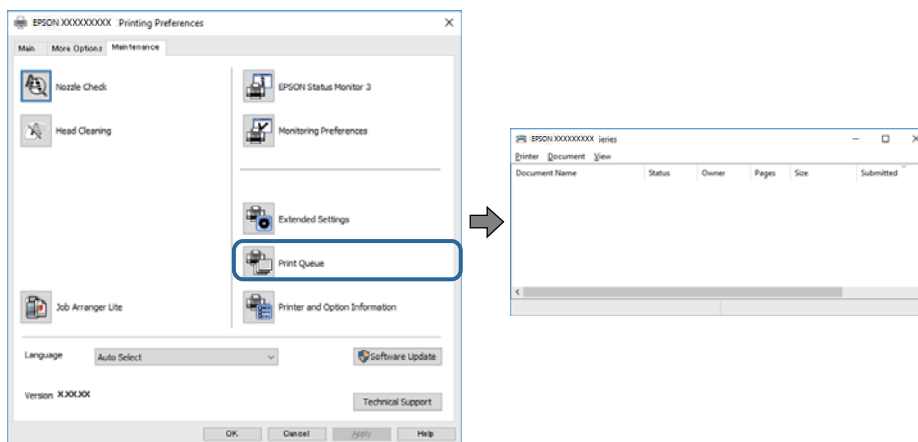 EPSON XXXXXXXXX Printing Preferences
Main More Options Maintenance
Nozzle Check
EPSON Status Monitor 3
Head Cleaning
Monitoring Preferences
Extended Settings
Print Queue
Job Arranger Lite
Printer and Option Information
Language Auto Select Software Update
Version X.XX.XX
Technical Support
OK Cancel Apply Help
EPSON XXXXXXXXX ieries
Printer Document View
Document Name Status Owner Pages Size Submitted